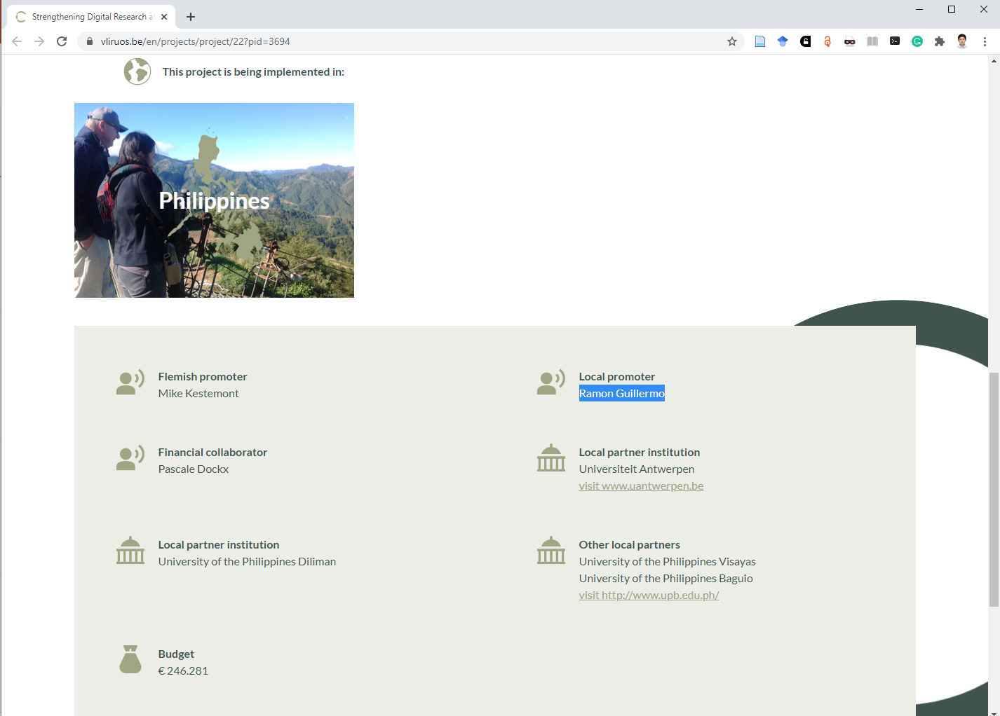 Strengthening Digital Research a
vliruos.be/en/projects/project/22?pid=3694
This project is being implemented in:
Philippines
Flemish promoter
Mike Kestemont
Local promoter
Ramon Guillermo
Financial collaborator
Pascale Dockx
Local partner institution
Universiteit Antwerpen
visit www.uantwerpen.be
Local partner institution
University of the Philippines Diliman
Other local partners
University of the Philippines Visayas
University of the Philippines Baguio
visit http://www.upb.edu.ph/
Budget
€ 246.281